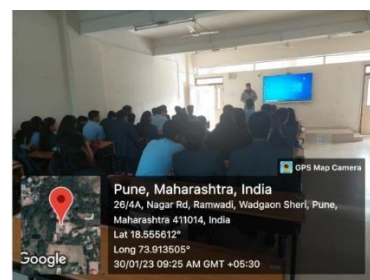 GPS Map Camera
Pune, Maharashtra, India
26/4A, Nagar Rd, Ramwadi, Wadgaon Sheri, Pune,
Maharashtra 411014, India
Lat 18.555612°
Long 73.913505°
30/01/23 09:25 AM GMT +05:30
Google